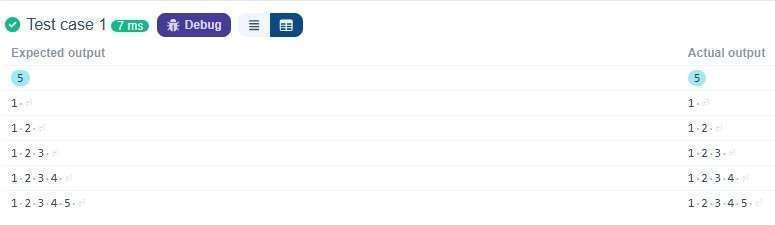 Test case 1 7 ms Debug
Expected output Actual output
5 5
1· ⏎ 1· ⏎
1·2· ⏎ 1·2· ⏎
1·2·3· ⏎ 1·2·3· ⏎
1·2·3·4· ⏎ 1·2·3·4· ⏎
1·2·3·4·5· ⏎ 1·2·3·4·5· ⏎